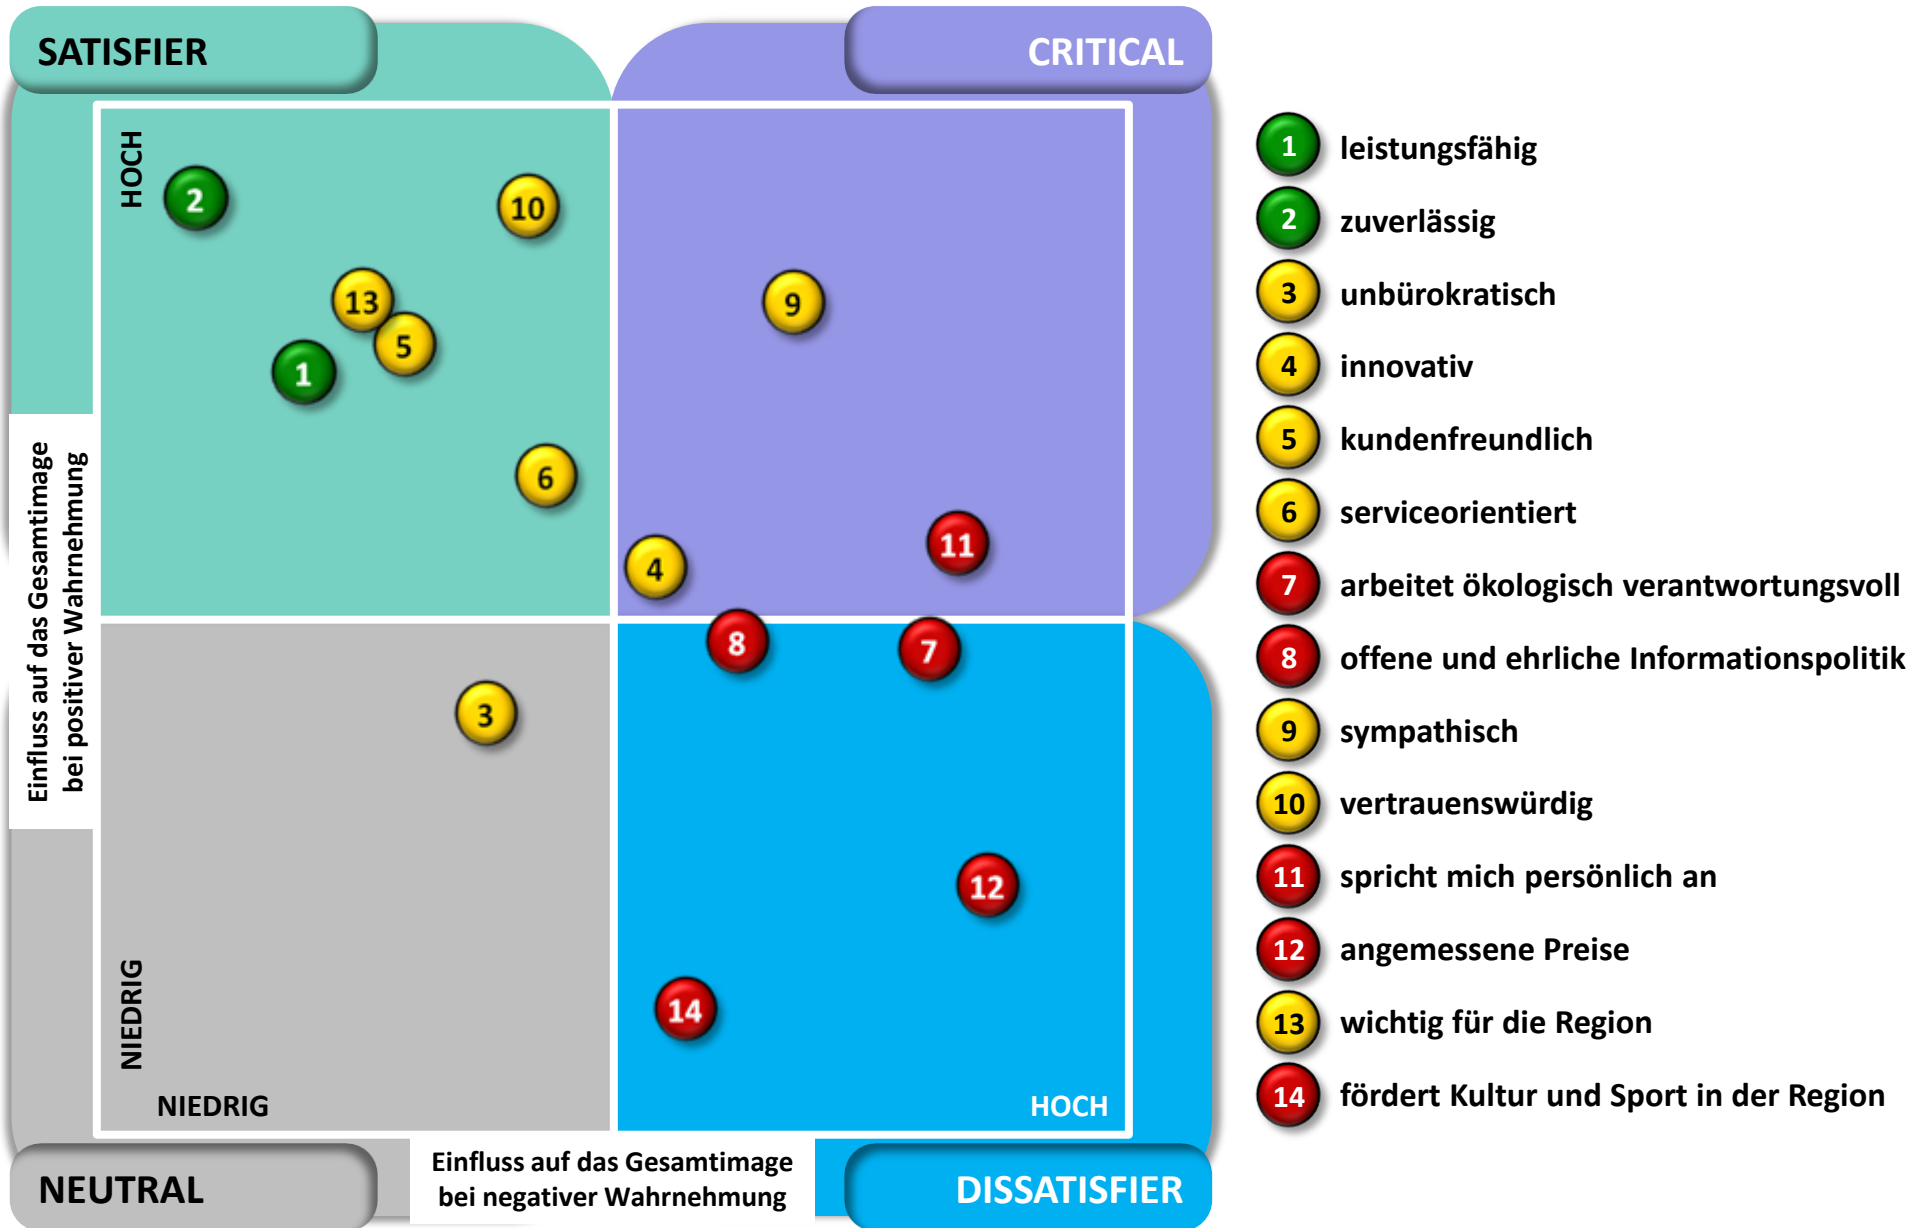 SATISFIER
CRITICAL
HOCH
2
10
13
9
5
1
6
11
4
8
7
3
12
14
Einfluss auf das Gesamtimage
bei positiver Wahrnehmung
NIEDRIG
NIEDRIG
HOCH
Einfluss auf das Gesamtimage
bei negativer Wahrnehmung
NEUTRAL
DISSATISFIER
1 leistungsfähig
2 zuverlässig
3 unbürokratisch
4 innovativ
5 kundenfreundlich
6 serviceorientiert
7 arbeitet ökologisch verantwortungsvoll
8 offene und ehrliche Informationspolitik
9 sympathisch
10 vertrauenswürdig
11 spricht mich persönlich an
12 angemessene Preise
13 wichtig für die Region
14 fördert Kultur und Sport in der Region